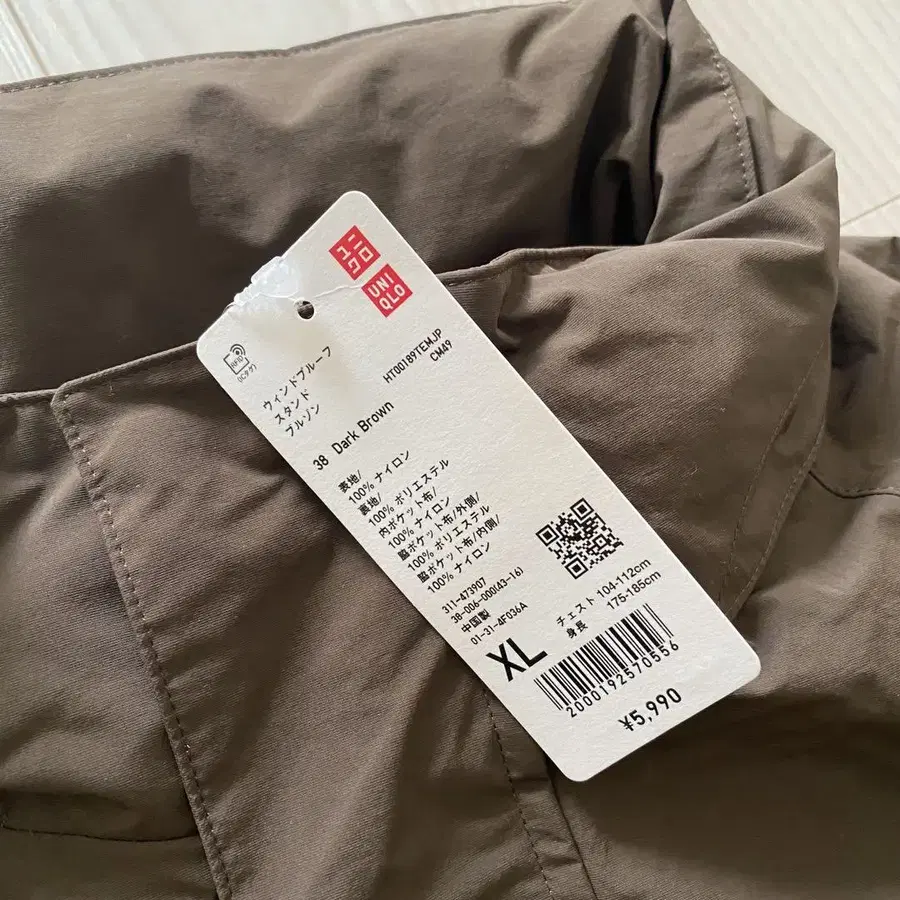 ユニ
クロ
UNI
QLO
RFID
(ICタグ)
ウィンドプルーフ
スタンド
ブルゾン
HT00189TEMJP
CM49
38 Dark Brown
表地/
100% ナイロン
裏地/
100% ポリエステル
内ポケット布/
100% ナイロン
脇ポケット布/外側/
100% ポリエステル
脇ポケット布/内側/
100% ナイロン
311-473907
38-006-000(43-16)
中国製
01-31-4F036A
XL
チェスト 104-112cm
身長 175-185cm
2000192570556
¥5,990